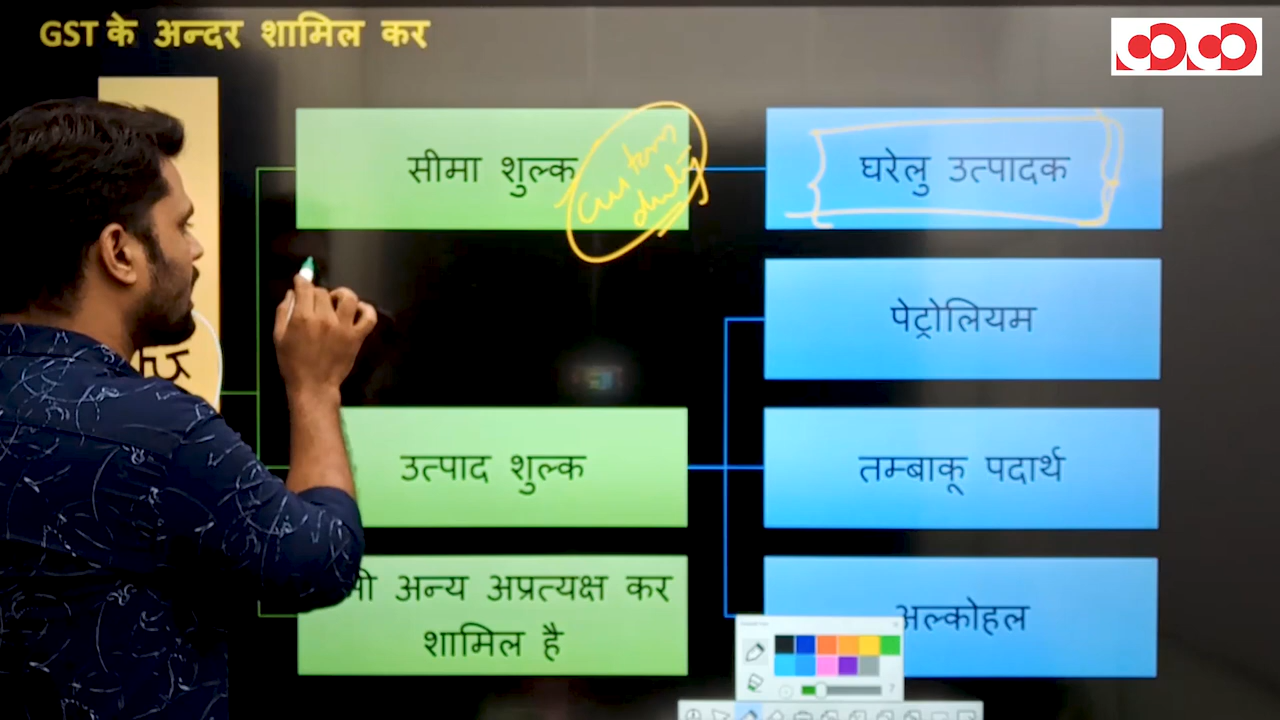 GST के अन्दर शामिल कर
सीमा शुल्क
custom
duty
घरेलु उत्पादक
पेट्रोलियम
उत्पाद शुल्क
तम्बाकू पदार्थ
अन्य अप्रत्यक्ष कर
शामिल है
अल्कोहल